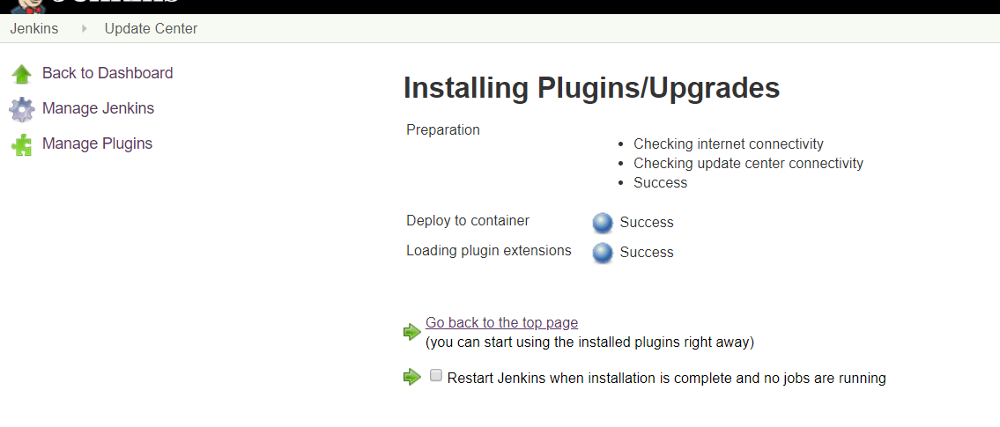 Jenkins
Jenkins
Update Center
Back to Dashboard
Manage Jenkins
Manage Plugins
Installing Plugins/Upgrades
Preparation
Checking internet connectivity
Checking update center connectivity
Success
Deploy to container Success
Loading plugin extensions Success
Go back to the top page
(you can start using the installed plugins right away)
Restart Jenkins when installation is complete and no jobs are running